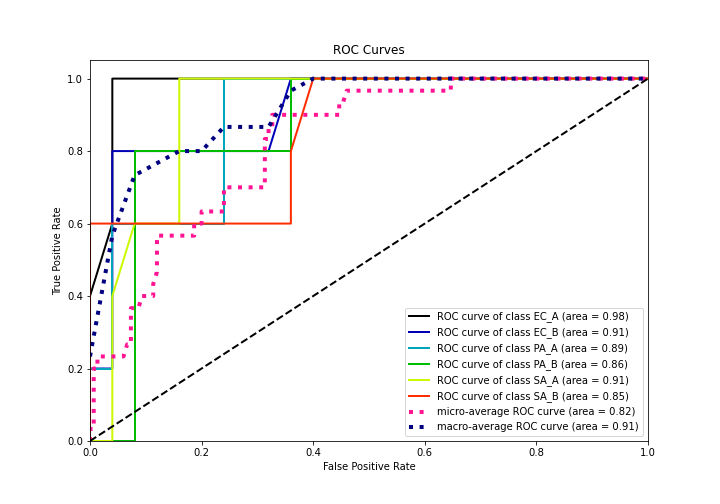 ROC Curves
True Positive Rate
1.0
0.8
0.6
0.4
0.2
0.0
ROC curve of class EC_A (area = 0.98)
ROC curve of class EC_B (area = 0.91)
ROC curve of class PA_A (area = 0.89)
ROC curve of class PA_B (area = 0.86)
ROC curve of class SA_A (area = 0.91)
ROC curve of class SA_B (area = 0.85)
micro-average ROC curve (area = 0.82)
macro-average ROC curve (area = 0.91)
0.0 0.2 0.4 0.6 0.8 1.0
False Positive Rate